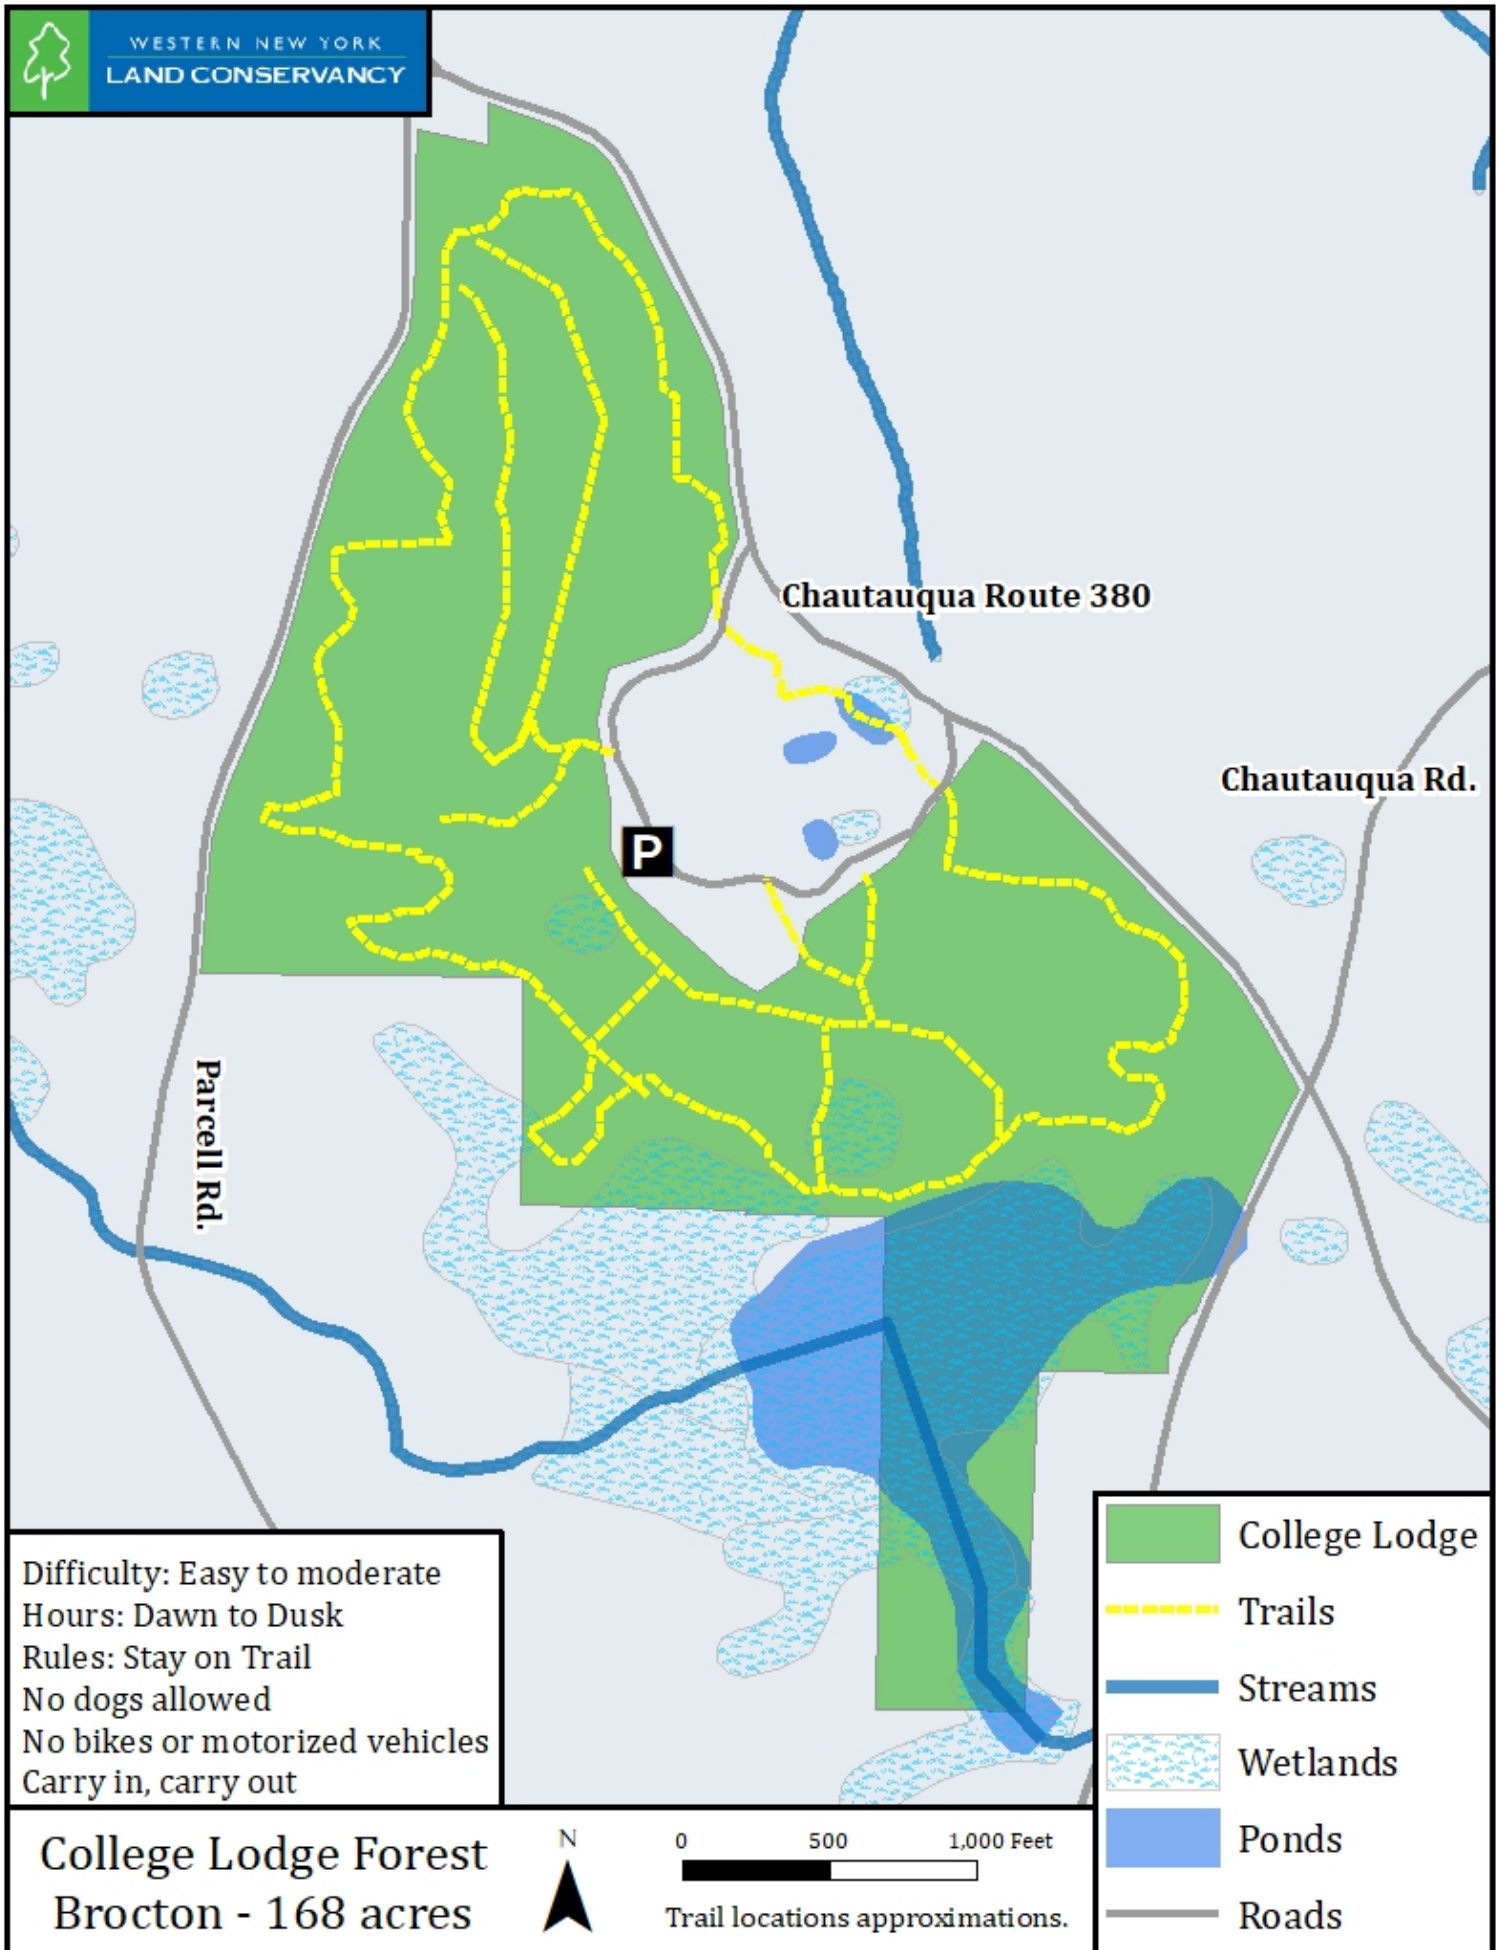 WESTERN NEW YORK
LAND CONSERVANCY
Chautauqua Route 380
Chautauqua Rd.
P
Parcell Rd.
Difficulty: Easy to moderate
Hours: Dawn to Dusk
Rules: Stay on Trail
No dogs allowed
No bikes or motorized vehicles
Carry in, carry out
College Lodge
Trails
Streams
Wetlands
Ponds
Roads
College Lodge Forest
Brocton - 168 acres
N
0 500 1,000 Feet
Trail locations approximations.